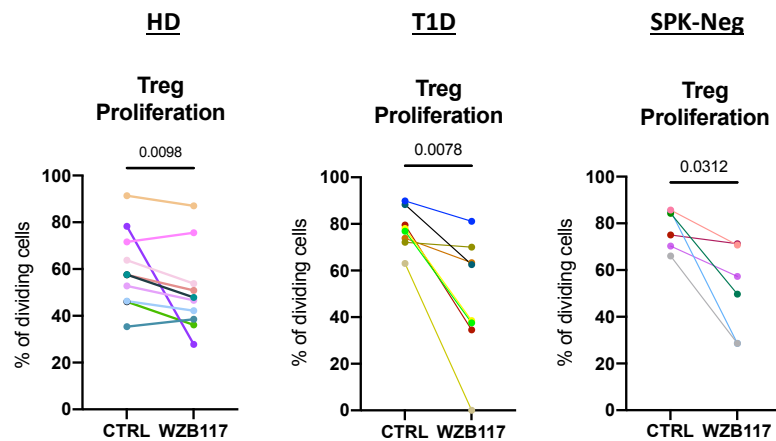 HD
Treg
Proliferation
0.0098
% of dividing cells
100
80
60
40
20
0
CTRL WZB117
T1D
Treg
Proliferation
0.0078
% of dividing cells
100
80
60
40
20
0
CTRL WZB117
SPK-Neg
Treg
Proliferation
0.0312
% of dividing cells
100
80
60
40
20
0
CTRL WZB117